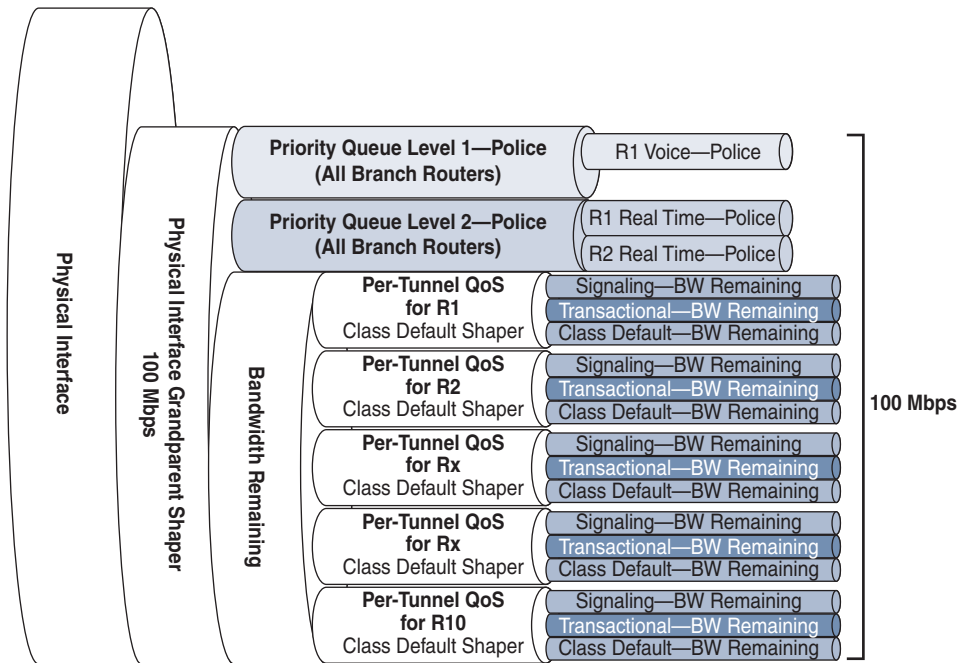 Physical Interface
Physical Interface Grandparent Shaper
100 Mbps
Priority Queue Level 1—Police
(All Branch Routers)
R1 Voice—Police
Priority Queue Level 2—Police
(All Branch Routers)
R1 Real Time—Police
R2 Real Time—Police
Bandwidth Remaining
Per-Tunnel QoS
for R1
Class Default Shaper
Signaling—BW Remaining
Transactional—BW Remaining
Class Default—BW Remaining
Per-Tunnel QoS
for R2
Class Default Shaper
Signaling—BW Remaining
Transactional—BW Remaining
Class Default—BW Remaining
Per-Tunnel QoS
for Rx
Class Default Shaper
Signaling—BW Remaining
Transactional—BW Remaining
Class Default—BW Remaining
Per-Tunnel QoS
for Rx
Class Default Shaper
Signaling—BW Remaining
Transactional—BW Remaining
Class Default—BW Remaining
Per-Tunnel QoS
for R10
Class Default Shaper
Signaling—BW Remaining
Transactional—BW Remaining
Class Default—BW Remaining
100 Mbps